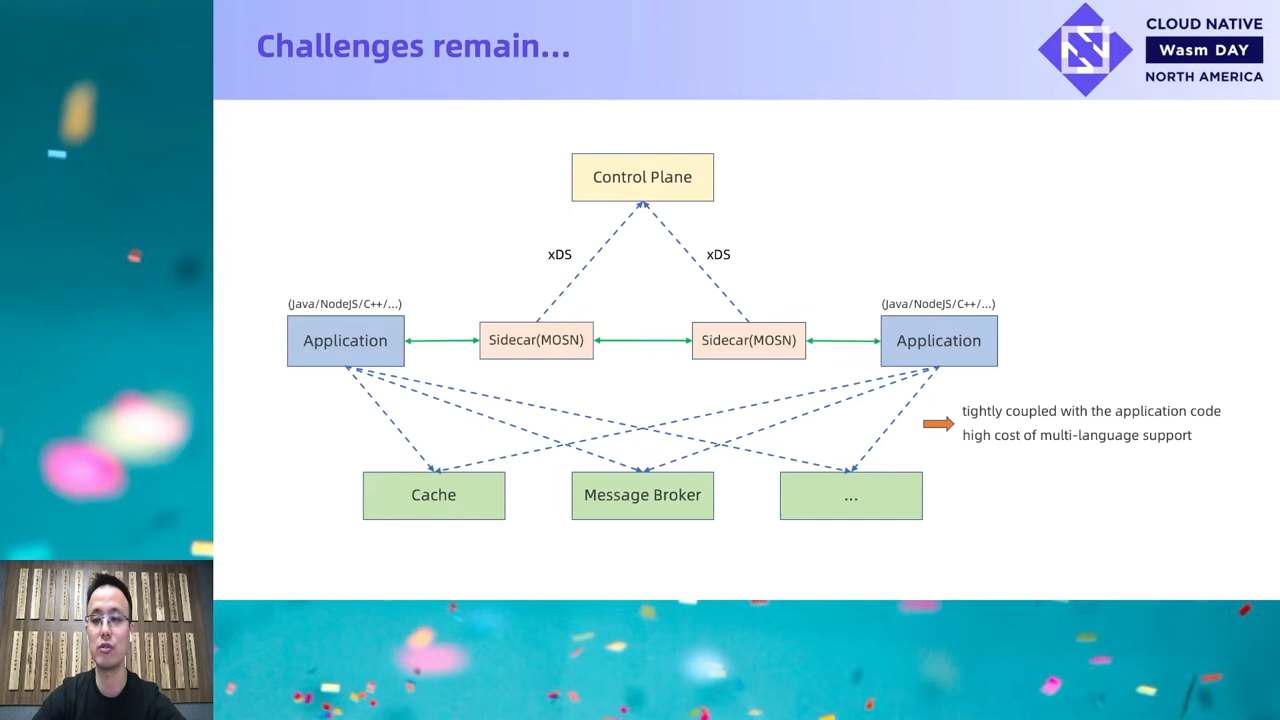 Challenges remain...
CLOUD NATIVE
Wasm DAY
NORTH AMERICA
Control Plane
xDS
xDS
(Java/NodeJS/C++/...)
(Java/NodeJS/C++/...)
Application
Sidecar(MOSN)
Sidecar(MOSN)
Application
tightly coupled with the application code
high cost of multi-language support
Cache
Message Broker
...